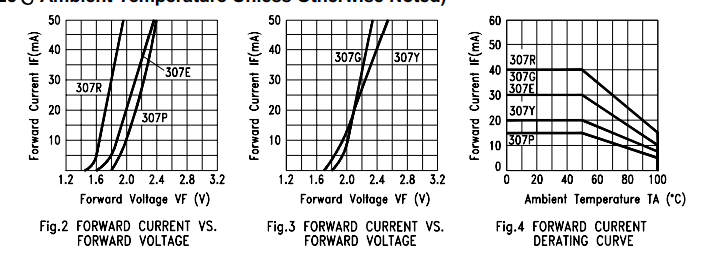 Ambient Temperature Unless Otherwise Noted)
Forward Current IF(mA)
50
40
30
20
10
307R
307E
307P
1.2 1.6 2.0 2.4 2.8 3.2
Forward Voltage VF (V)
Fig.2 FORWARD CURRENT VS.
FORWARD VOLTAGE
Forward Current IF(mA)
50
40
30
20
10
307G
307Y
1.2 1.6 2.0 2.4 2.8 3.2
Forward Voltage VF (V)
Fig.3 FORWARD CURRENT VS.
FORWARD VOLTAGE
Forward Current IF(mA)
60
50
40
30
20
10
0
307R
307G
307E
307Y
307P
0 20 40 60 80 100
Ambient Temperature TA (°C)
Fig.4 FORWARD CURRENT
DERATING CURVE